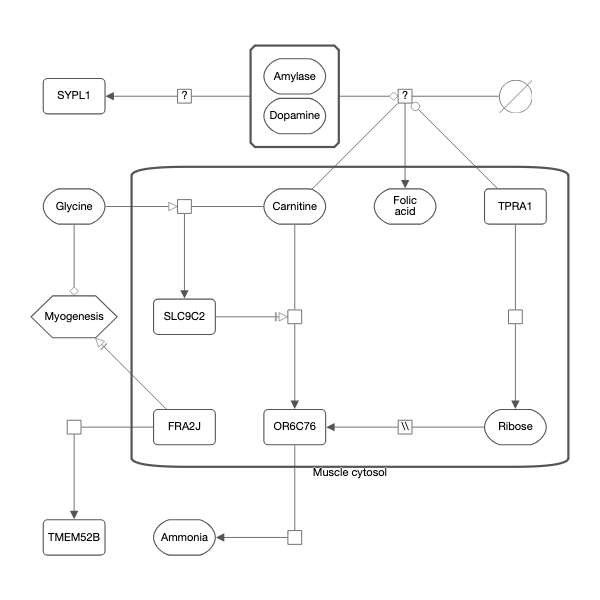 Amylase
SYPL1
?
?
Dopamine
Glycine
Carnitine
Folic
acid
TPRA1
Myogenesis
SLC9C2
FRA2J
OR6C76
\\
Ribose
Muscle cytosol
TMEM52B
Ammonia